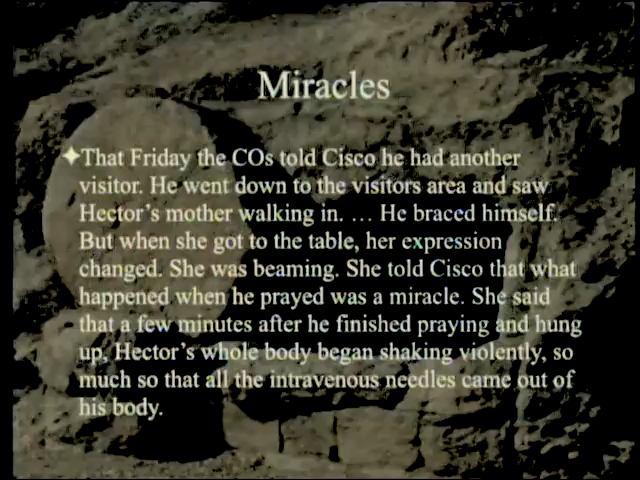 Miracles
✦That Friday the COs told Cisco he had another
visitor. He went down to the visitors area and saw
Hector's mother walking in. … He braced himself.
But when she got to the table, her expression
changed. She was beaming. She told Cisco that what
happened when he prayed was a miracle. She said
that a few minutes after he finished praying and hung
up, Hector's whole body began shaking violently, so
much so that all the intravenous needles came out of
his body.